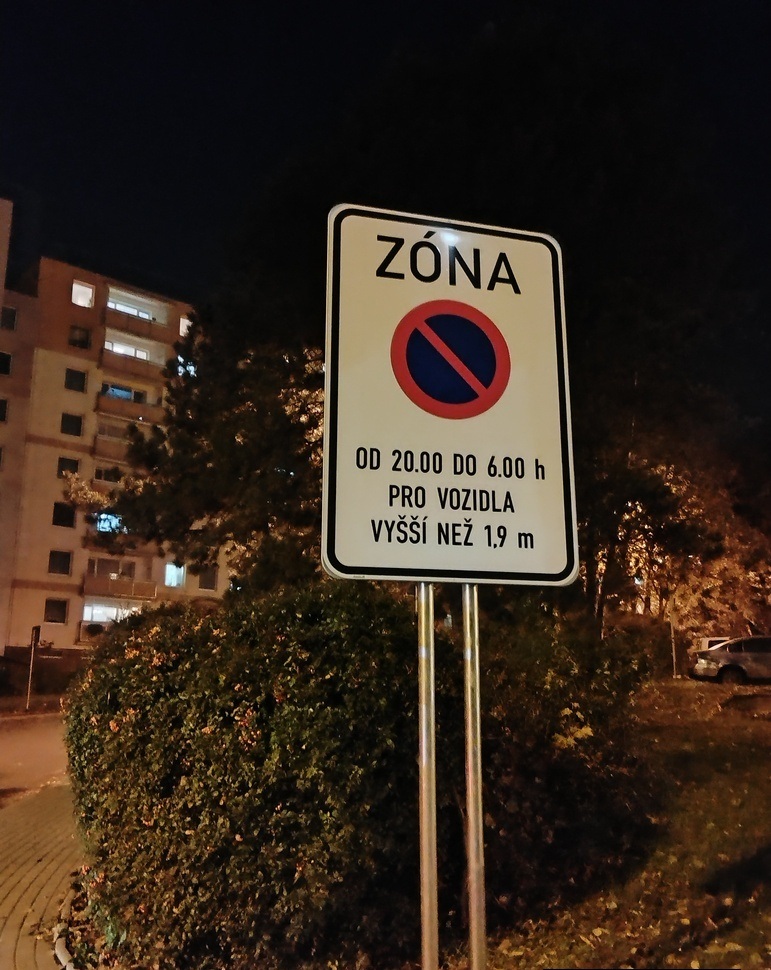 ZÓNA
OD 20.00 DO 6.00 h
PRO VOZIDLA
VYŠŠÍ NEŽ 1,9 m